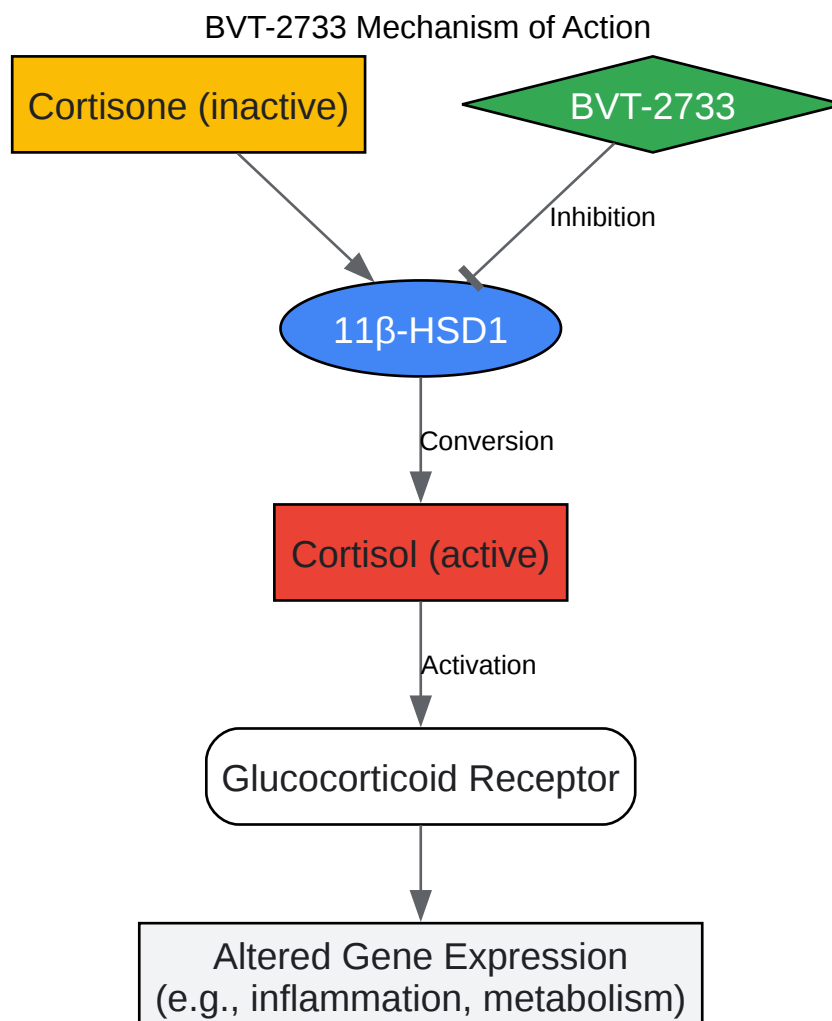 BVT-2733 Mechanism of Action
Cortisone (inactive)
BVT-2733
Inhibition
11β-HSD1
Conversion
Cortisol (active)
Activation
Glucocorticoid Receptor
Altered Gene Expression
(e.g., inflammation, metabolism)